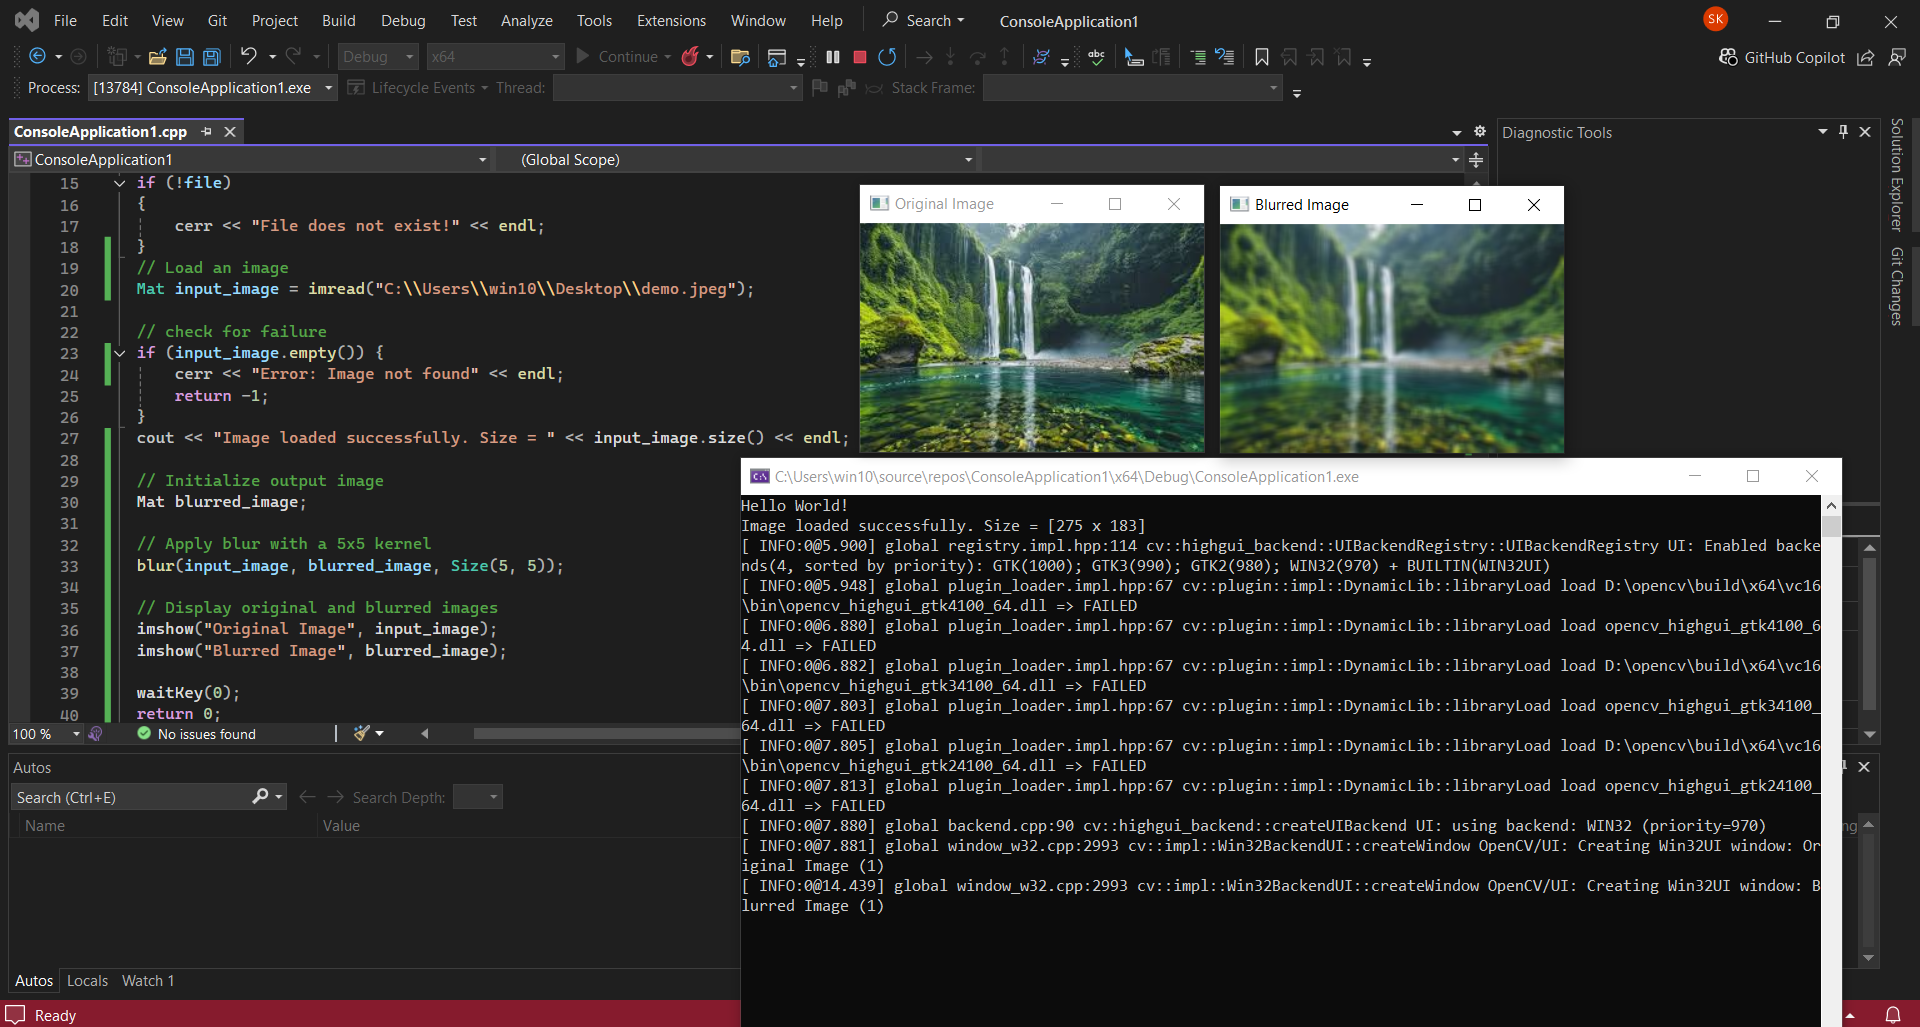 File Edit View Git Project Build Debug Test Analyze Tools Extensions Window Help Search ConsoleApplication1 SK
Debug x64 Continue abc GitHub Copilot
Process: [13784] ConsoleApplication1.exe Lifecycle Events Thread: Stack Frame:
ConsoleApplication1.cpp
ConsoleApplication1 (Global Scope)
15 if (!file)
16 {
17 cerr << "File does not exist!" << endl;
18 }
19 // Load an image
20 Mat input_image = imread("C:\\Users\\win10\\Desktop\\demo.jpeg");
21
22 // check for failure
23 if (input_image.empty()) {
24 cerr << "Error: Image not found" << endl;
25 return -1;
26 }
27 cout << "Image loaded successfully. Size = " << input_image.size() << endl;
28
29 // Initialize output image
30 Mat blurred_image;
31
32 // Apply blur with a 5x5 kernel
33 blur(input_image, blurred_image, Size(5, 5));
34
35 // Display original and blurred images
36 imshow("Original Image", input_image);
37 imshow("Blurred Image", blurred_image);
38
39 waitKey(0);
40 return 0;
100 % No issues found
Original Image
Blurred Image
Diagnostic Tools
Solution Explorer
Git Changes
C:\Users\win10\source\repos\ConsoleApplication1\x64\Debug\ConsoleApplication1.exe
Hello World!
Image loaded successfully. Size = [275 x 183]
[ INFO:0@5.900] global registry.impl.hpp:114 cv::highgui_backend::UIBackendRegistry::UIBackendRegistry UI: Enabled backe
nds(4, sorted by priority): GTK(1000); GTK3(990); GTK2(980); WIN32(970) + BUILTIN(WIN32UI)
[ INFO:0@5.948] global plugin_loader.impl.hpp:67 cv::plugin::impl::DynamicLib::libraryLoad load D:\opencv\build\x64\vc16
\bin\opencv_highgui_gtk4100_64.dll => FAILED
[ INFO:0@6.880] global plugin_loader.impl.hpp:67 cv::plugin::impl::DynamicLib::libraryLoad load opencv_highgui_gtk4100_6
4.dll => FAILED
[ INFO:0@6.882] global plugin_loader.impl.hpp:67 cv::plugin::impl::DynamicLib::libraryLoad load D:\opencv\build\x64\vc16
\bin\opencv_highgui_gtk34100_64.dll => FAILED
[ INFO:0@7.803] global plugin_loader.impl.hpp:67 cv::plugin::impl::DynamicLib::libraryLoad load opencv_highgui_gtk34100_
64.dll => FAILED
[ INFO:0@7.805] global plugin_loader.impl.hpp:67 cv::plugin::impl::DynamicLib::libraryLoad load D:\opencv\build\x64\vc16
\bin\opencv_highgui_gtk24100_64.dll => FAILED
[ INFO:0@7.813] global plugin_loader.impl.hpp:67 cv::plugin::impl::DynamicLib::libraryLoad load opencv_highgui_gtk24100_
64.dll => FAILED
[ INFO:0@7.880] global backend.cpp:90 cv::highgui_backend::createUIBackend UI: using backend: WIN32 (priority=970)
[ INFO:0@7.881] global window_w32.cpp:2993 cv::impl::Win32BackendUI::createWindow OpenCV/UI: Creating Win32UI window: Or
iginal Image (1)
[ INFO:0@14.439] global window_w32.cpp:2993 cv::impl::Win32BackendUI::createWindow OpenCV/UI: Creating Win32UI window: B
lurred Image (1)
Autos
Search (Ctrl+E) Search Depth:
Name Value
ng
Autos Locals Watch 1
Ready